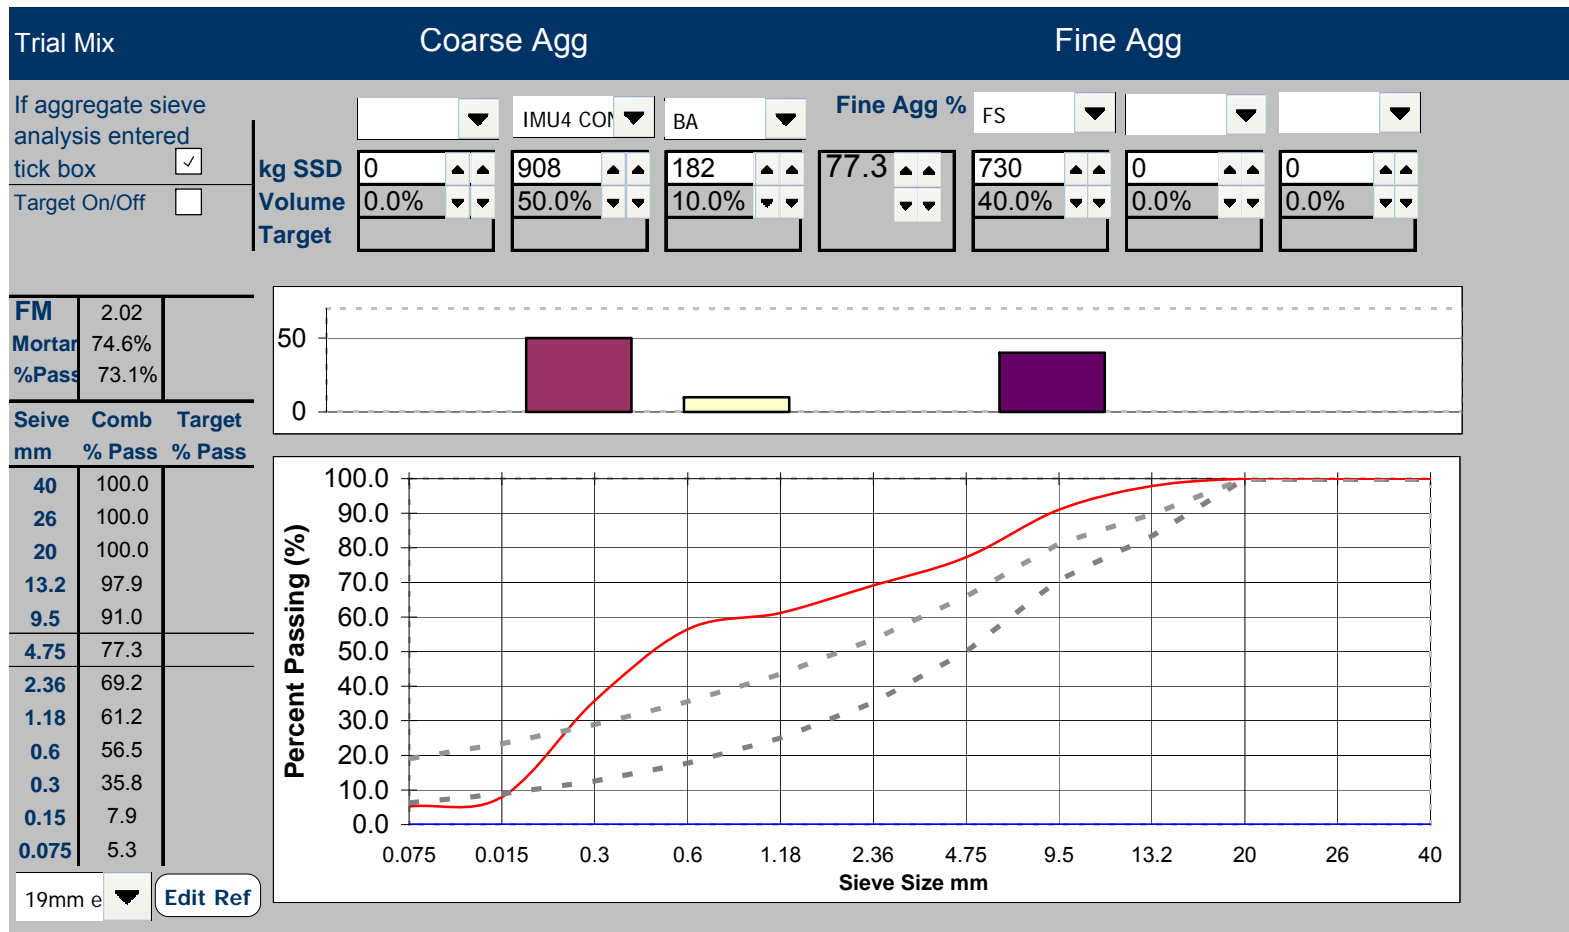 Trial Mix Coarse Agg Fine Agg
If aggregate sieve
analysis entered
tick box
Target On/Off
IMU4 CON BA Fine Agg % FS
kg SSD 0 908 182 77.3 730 0 0
Volume 0.0% 50.0% 10.0% 40.0% 0.0% 0.0%
Target
FM 2.02
Mortar 74.6%
%Pass 73.1%
50
0
Seive Comb Target
mm % Pass % Pass
40 100.0
26 100.0
20 100.0
13.2 97.9
9.5 91.0
4.75 77.3
2.36 69.2
1.18 61.2
0.6 56.5
0.3 35.8
0.15 7.9
0.075 5.3
19mm e Edit Ref
Percent Passing (%)
100.0
90.0
80.0
70.0
60.0
50.0
40.0
30.0
20.0
10.0
0.0
0.075 0.015 0.3 0.6 1.18 2.36 4.75 9.5 13.2 20 26 40
Sieve Size mm